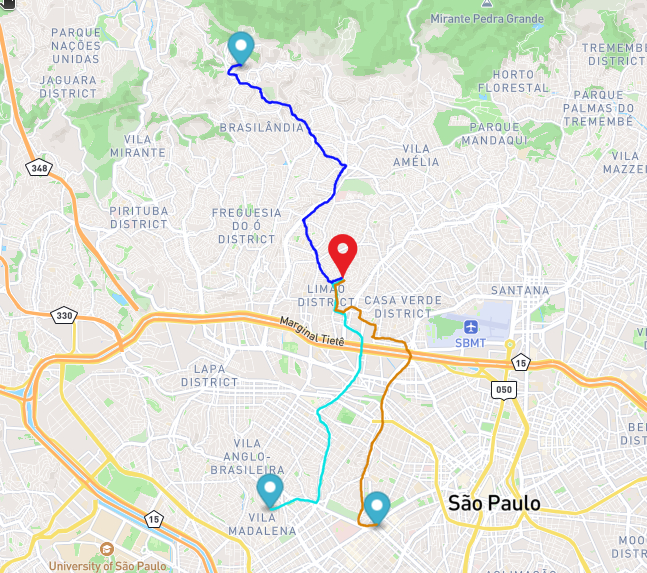 Mirante Pedra Grande
PARQUE
NAÇÕES
UNIDAS
TREMEMBÉ
DISTRICT
JAGUARA
DISTRICT
HORTO
FLORESTAL
PARQUE
PALMAS DO
TREMEMBÉ
BRASILÂNDIA
PARQUE
MANDAQUI
VILA
MIRANTE
VILA
AMÉLIA
VILA
MAZZEI
348
PIRITUBA
DISTRICT
FREGUESIA
DO Ó
DISTRICT
LIMÃO
DISTRICT
CASA VERDE
DISTRICT
SANTANA
330
Marginal Tietê
SBMT
15
LAPA
DISTRICT
050
VILA
ANGLO-
BRASILEIRA
São Paulo
VILA
MADALENA
15
University of São Paulo